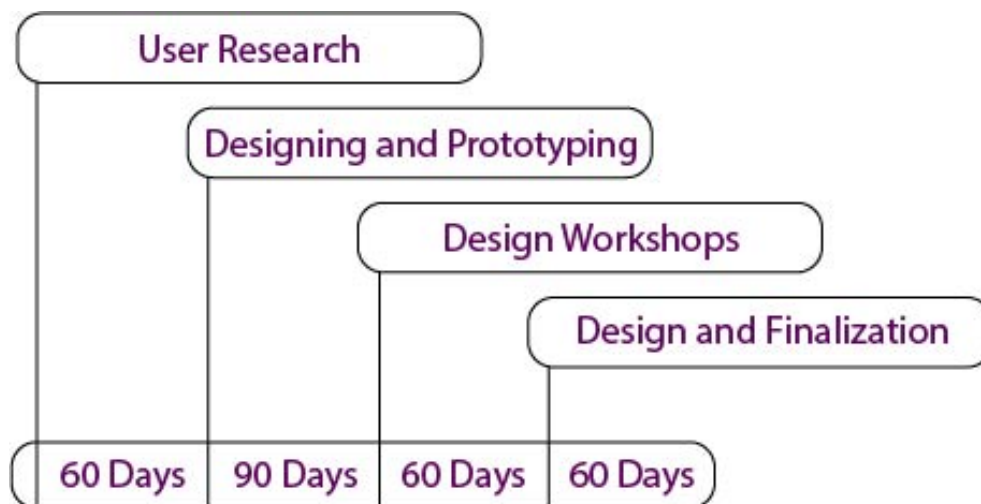 User Research
Designing and Prototyping
Design Workshops
Design and Finalization
60 Days 90 Days 60 Days 60 Days